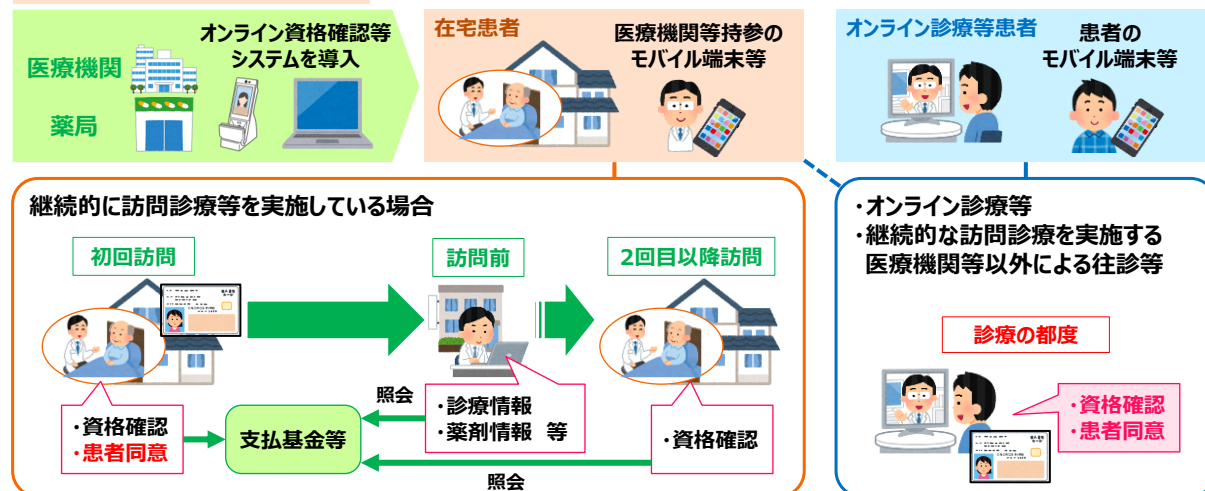 医療機関
薬局
オンライン資格確認等
システムを導入
在宅患者
医療機関等持参の
モバイル端末等
オンライン診療等患者
患者の
モバイル端末等
継続的に訪問診療等を実施している場合
初回訪問
訪問前
2回目以降訪問
・資格確認
・患者同意
支払基金等
照会
・診療情報
・薬剤情報 等
・資格確認
照会
・オンライン診療等
・継続的な訪問診療を実施する
医療機関等以外による往診等
診療の都度
・資格確認
・患者同意